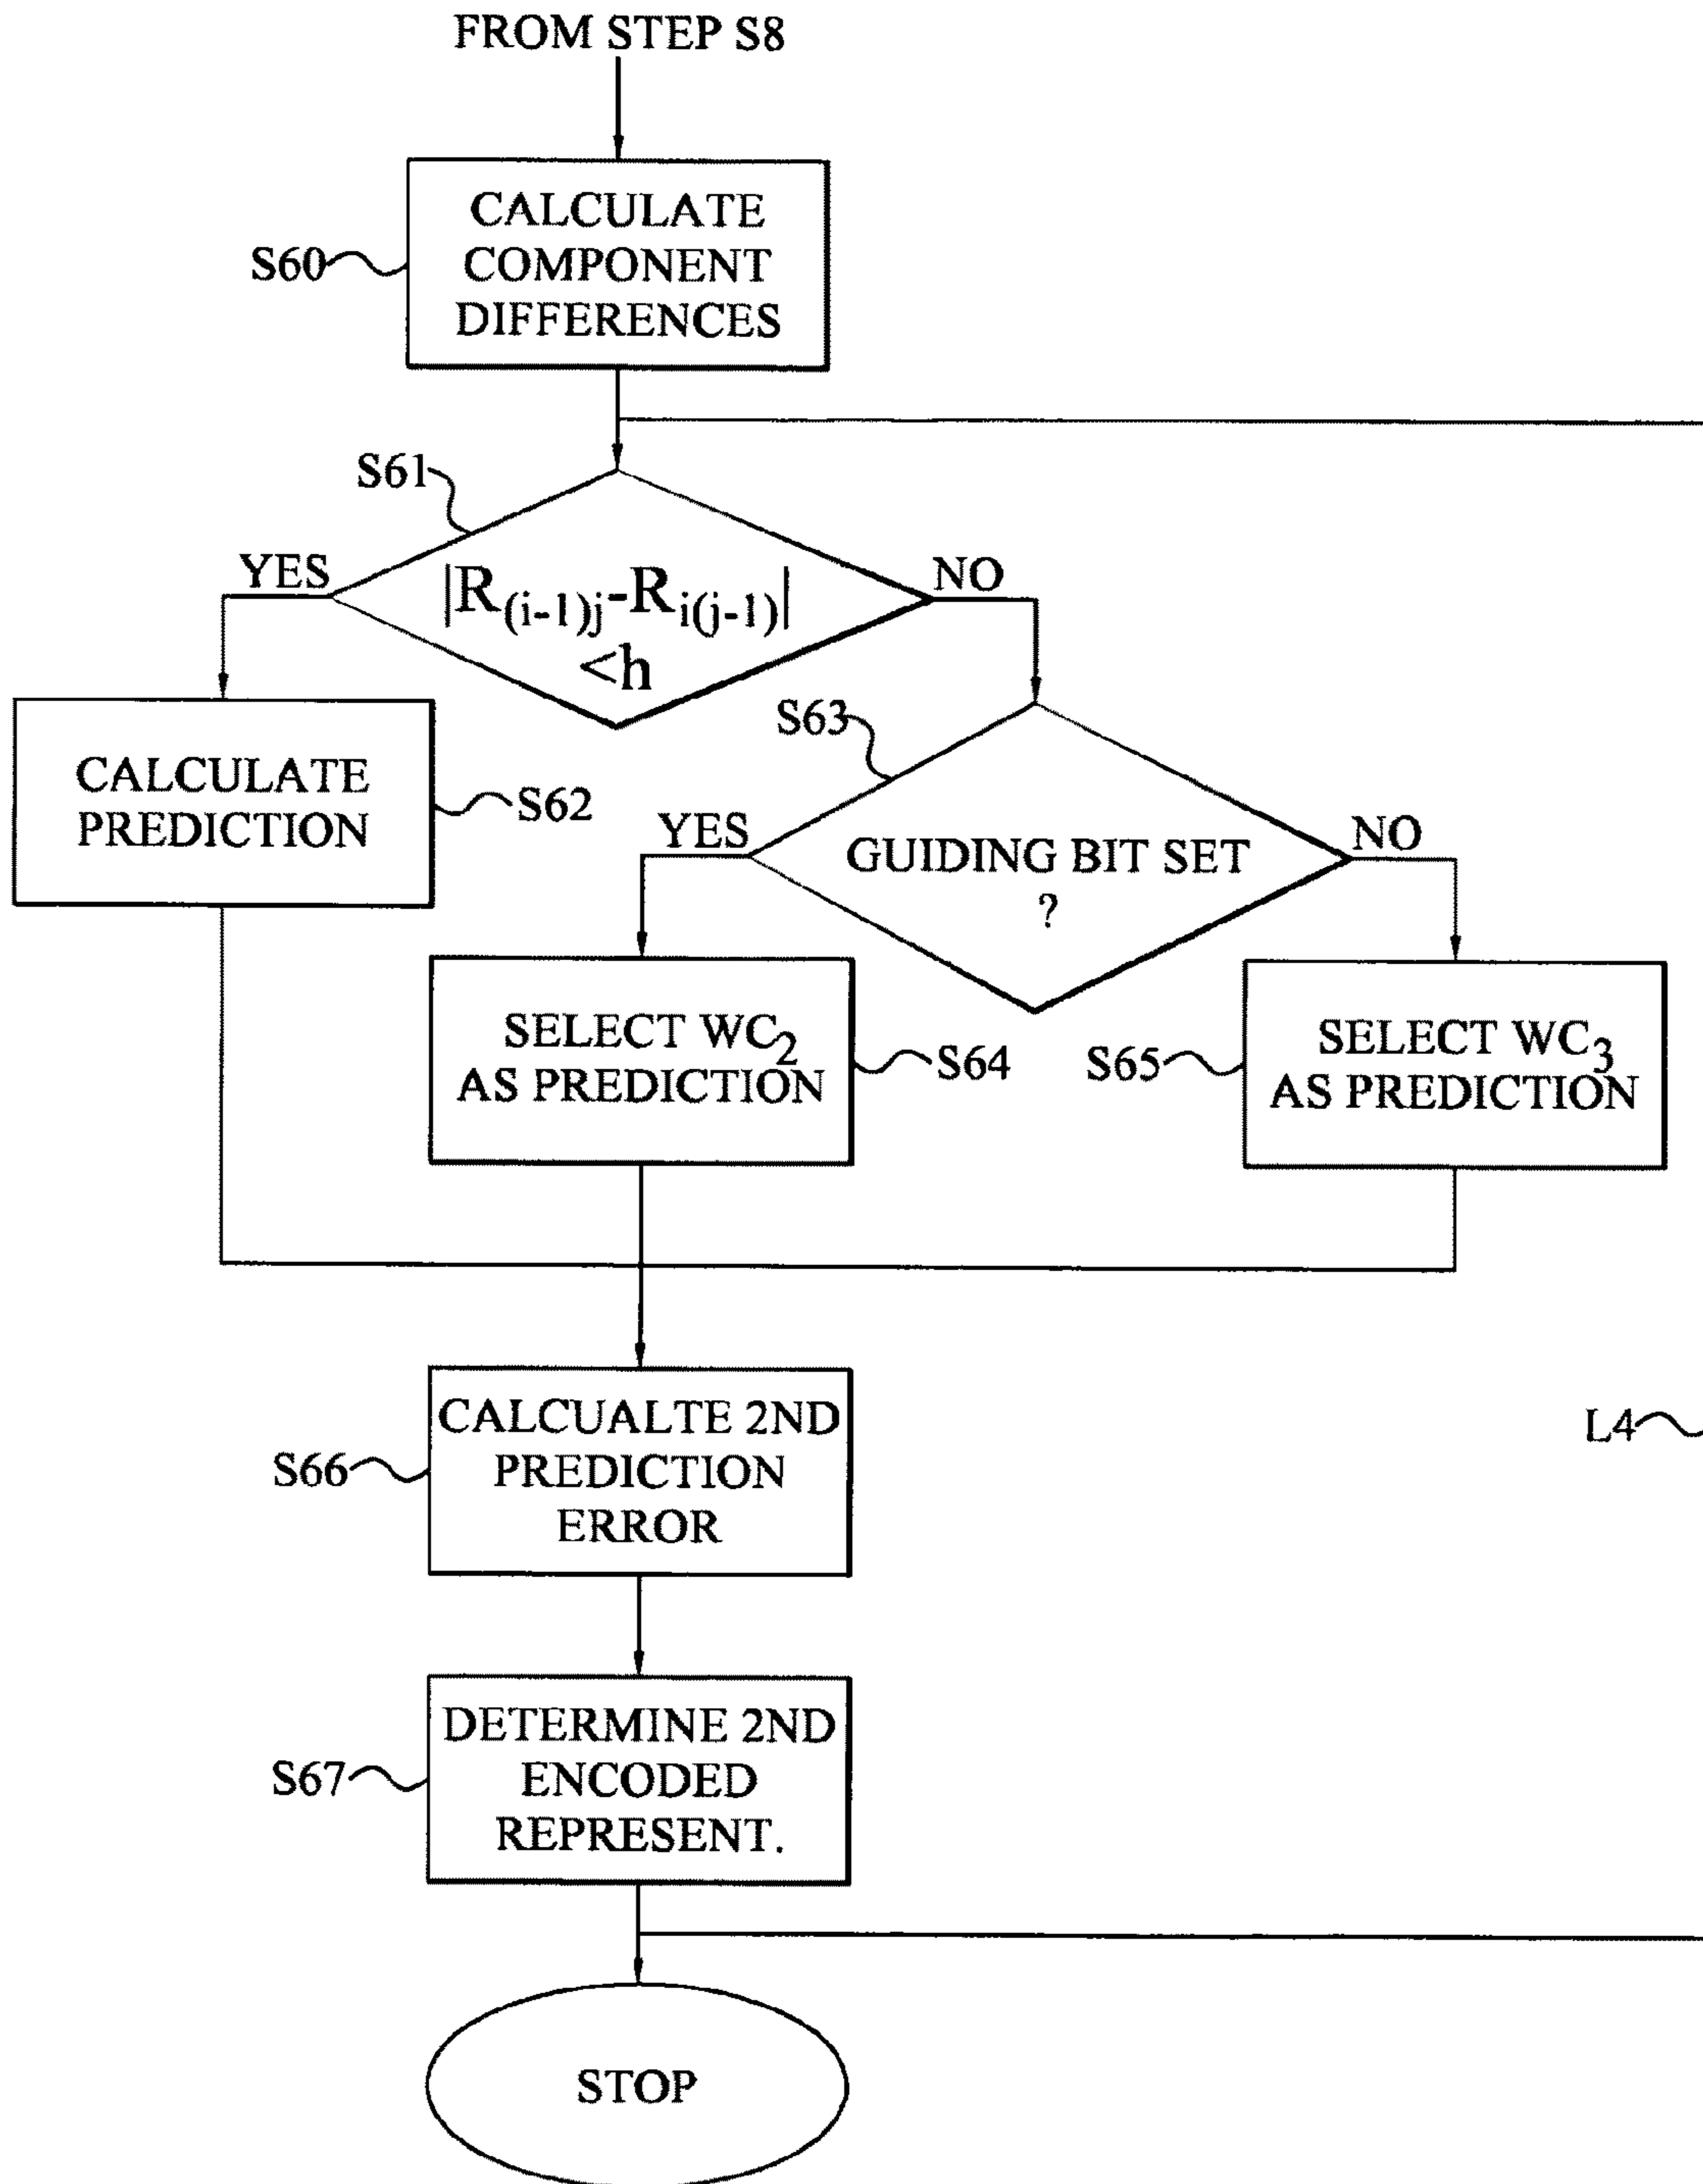 FROM STEP S8
CALCULATE
COMPONENT
DIFFERENCES
S60
S61
YES
|R(i-1)j-Ri(j-1)|
<h
NO
CALCULATE
PREDICTION
S62
S63
YES
GUIDING BIT SET
?
NO
SELECT WC2
AS PREDICTION
S64
S65
SELECT WC3
AS PREDICTION
CALCUALTE 2ND
PREDICTION
ERROR
S66
L4
DETERMINE 2ND
ENCODED
REPRESENT.
S67
STOP